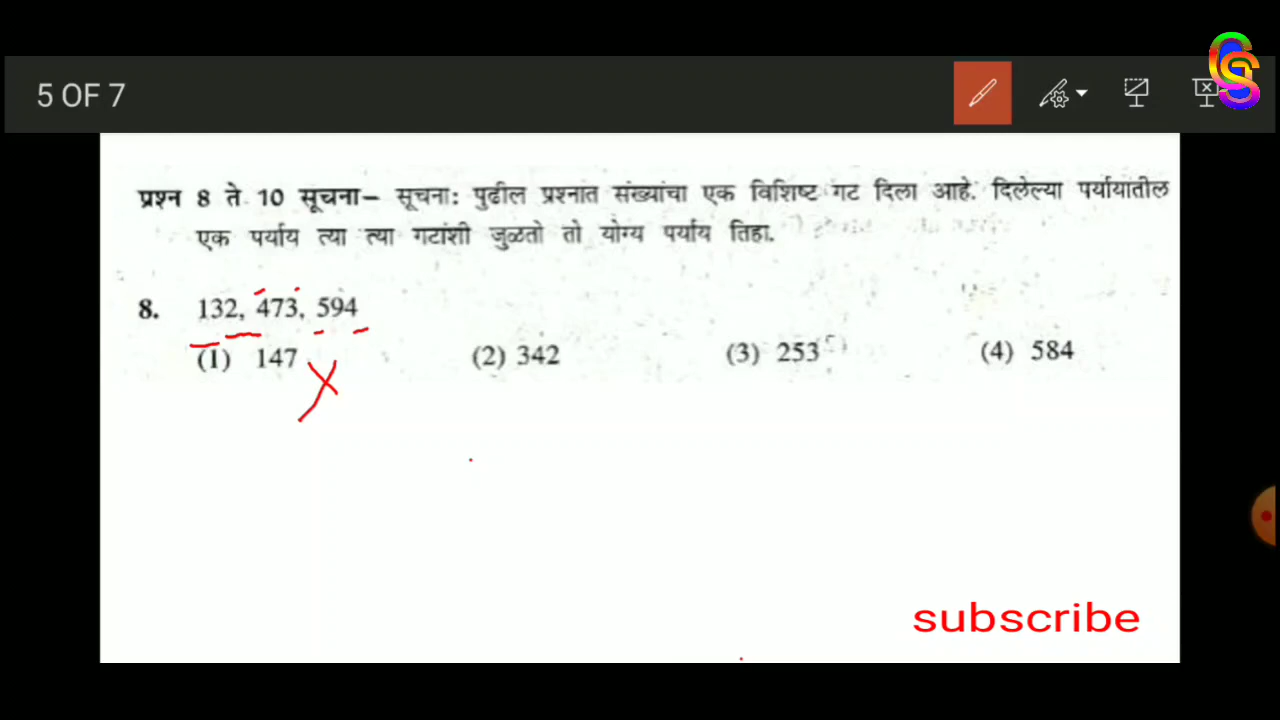 5 OF 7
प्रश्न 8 ते 10 सूचना– सूचना: पुढील प्रश्नात संख्यांचा एक विशिष्ट गट दिला आहे. दिलेल्या पर्यायातील
एक पर्याय त्या त्या गटांशी जुळतो तो योग्य पर्याय लिहा.
8. 132, 473, 594
(1) 147 (2) 342 (3) 253 (4) 584
subscribe